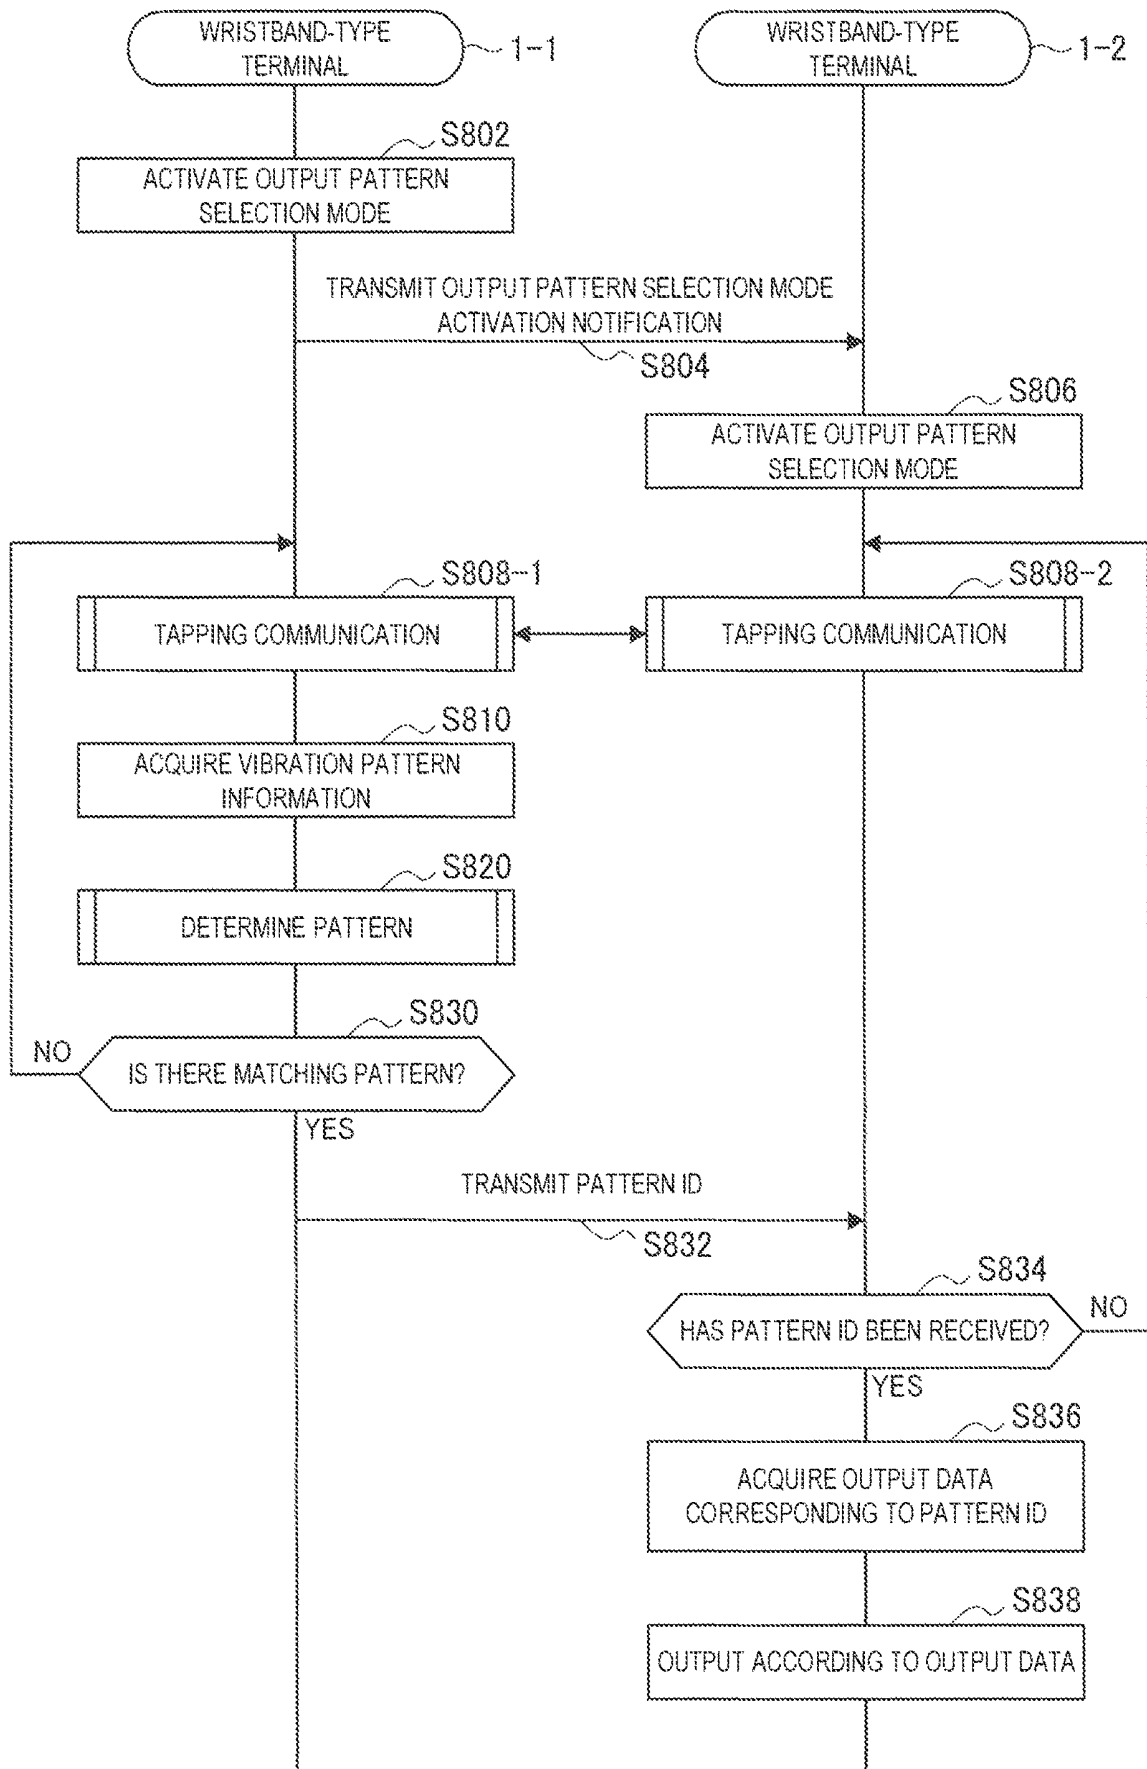 WRISTBAND-TYPE
TERMINAL
1-1
WRISTBAND-TYPE
TERMINAL
1-2
S802
ACTIVATE OUTPUT PATTERN
SELECTION MODE
TRANSMIT OUTPUT PATTERN SELECTION MODE
ACTIVATION NOTIFICATION
S804
S806
ACTIVATE OUTPUT PATTERN
SELECTION MODE
S808-1
TAPPING COMMUNICATION
S808-2
TAPPING COMMUNICATION
S810
ACQUIRE VIBRATION PATTERN
INFORMATION
S820
DETERMINE PATTERN
S830
NO
IS THERE MATCHING PATTERN?
YES
TRANSMIT PATTERN ID
S832
S834
HAS PATTERN ID BEEN RECEIVED?
NO
YES
S836
ACQUIRE OUTPUT DATA
CORRESPONDING TO PATTERN ID
S838
OUTPUT ACCORDING TO OUTPUT DATA